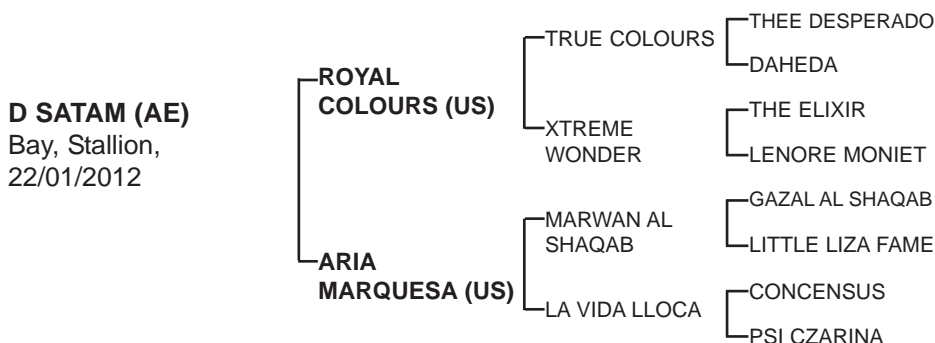 D SATAM (AE)
Bay, Stallion,
22/01/2012
ROYAL
COLOURS (US)
ARIA
MARQUESA (US)
TRUE COLOURS
XTREME
WONDER
MARWAN AL
SHAQAB
LA VIDA LLOCA
THEE DESPERADO
DAHEDA
THE ELIXIR
LENORE MONIET
GAZAL AL SHAQAB
LITTLE LIZA FAME
CONCENSUS
PSI CZARINA